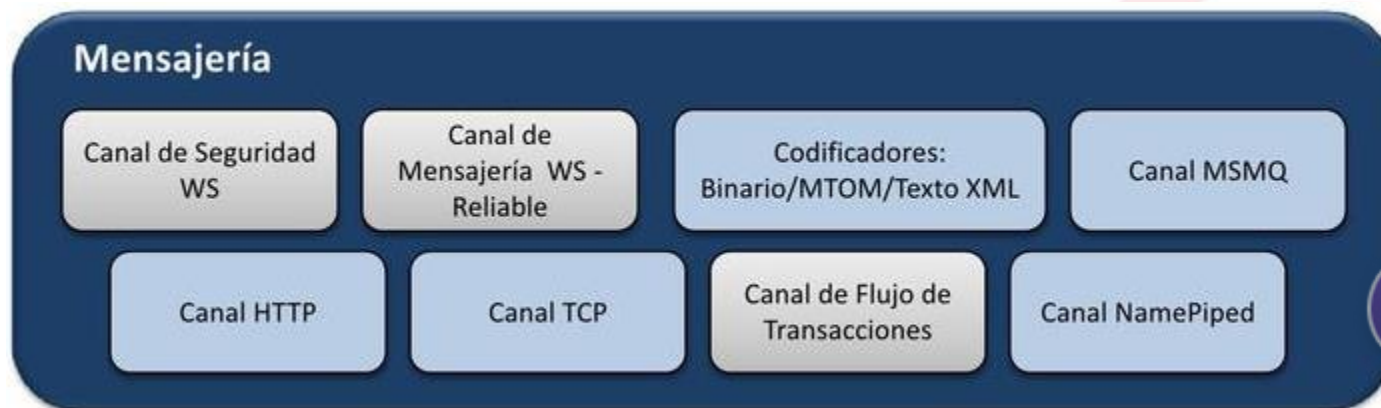 Mensajería
Canal de Seguridad
WS
Canal de
Mensajería WS -
Reliable
Codificadores:
Binario/MTOM/Texto XML
Canal MSMQ
Canal HTTP
Canal TCP
Canal de Flujo de
Transacciones
Canal NamePiped